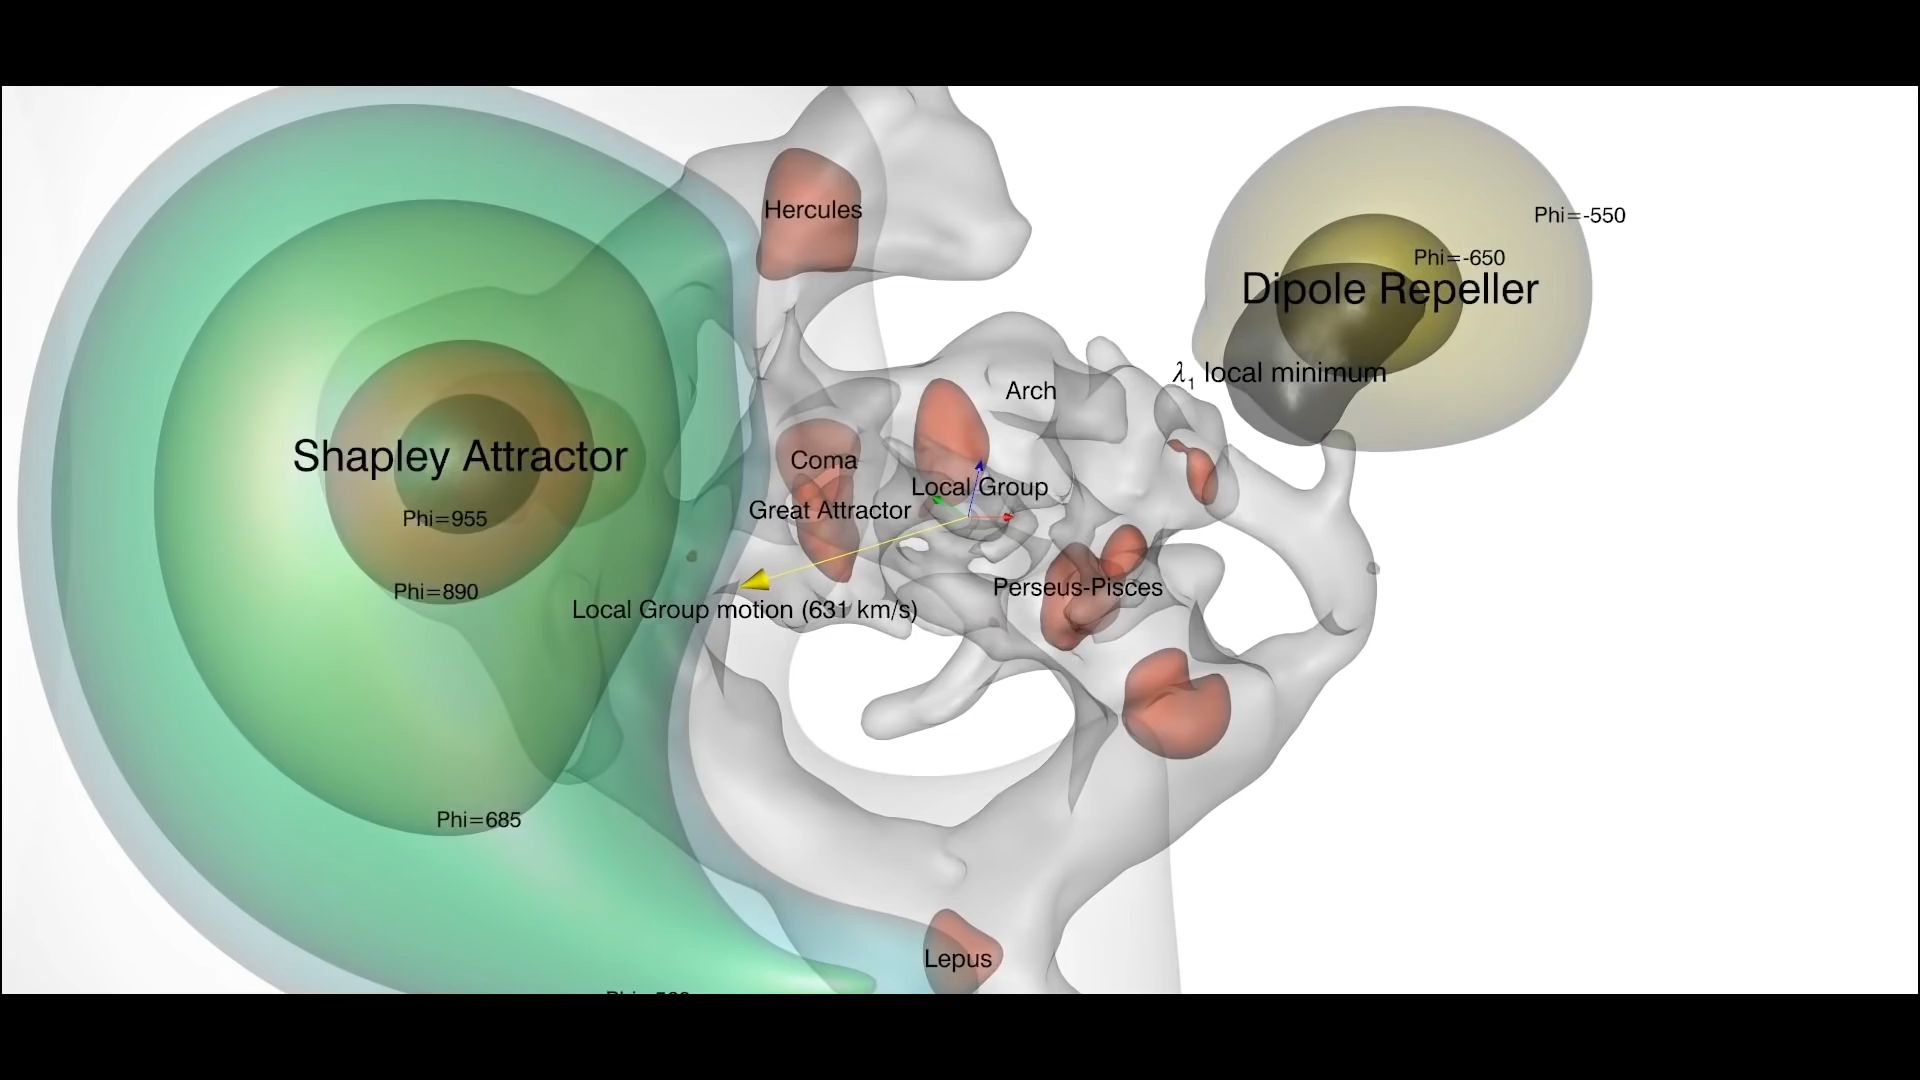 Hercules
Phi=-550
Phi=-650
Dipole Repeller
λ1 local minimum
Arch
Shapley Attractor
Coma
Local Group
Great Attractor
Phi=955
Phi=890
Perseus-Pisces
Local Group motion (631 km/s)
Phi=685
Lepus